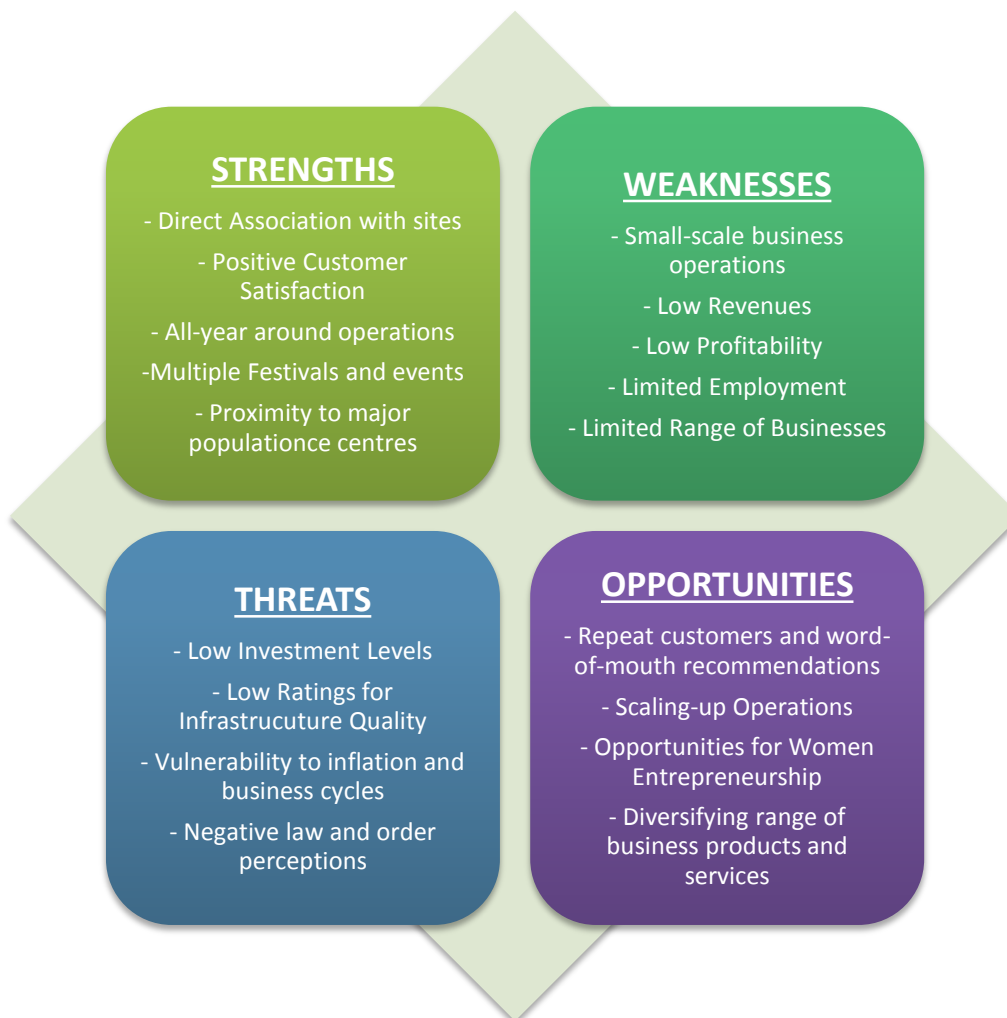 STRENGTHS
- Direct Association with sites
- Positive Customer
Satisfaction
- All-year around operations
-Multiple Festivals and events
- Proximity to major
populationce centres
WEAKNESSES
- Small-scale business
operations
- Low Revenues
- Low Profitability
- Limited Employment
- Limited Range of Businesses
THREATS
- Low Investment Levels
- Low Ratings for
Infrastrucuture Quality
- Vulnerability to inflation and
business cycles
- Negative law and order
perceptions
OPPORTUNITIES
- Repeat customers and word-
of-mouth recommendations
- Scaling-up Operations
- Opportunities for Women
Entrepreneurship
- Diversifying range of
business products and
services